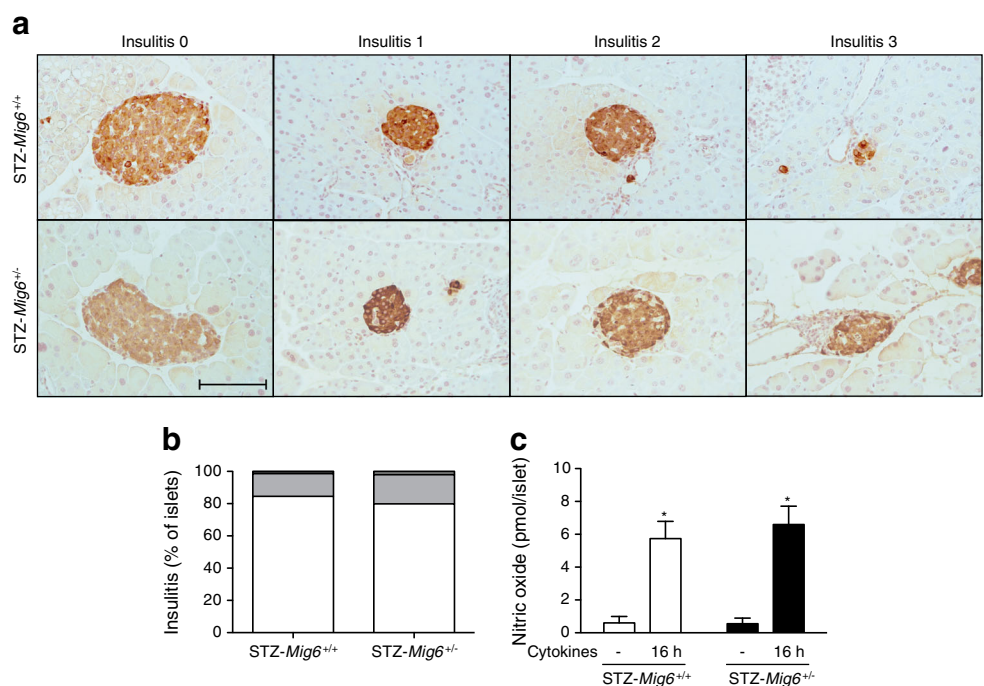 a
Insulitis 0 Insulitis 1 Insulitis 2 Insulitis 3
STZ-Mig6+/+
STZ-Mig6+/-
b
Insulitis (% of islets)
100
80
60
40
20
0
STZ-Mig6+/+ STZ-Mig6+/-
c
Nitric oxide (pmol/islet)
10
8
6
4
2
0
* *
Cytokines - 16 h - 16 h
STZ-Mig6+/+ STZ-Mig6+/-